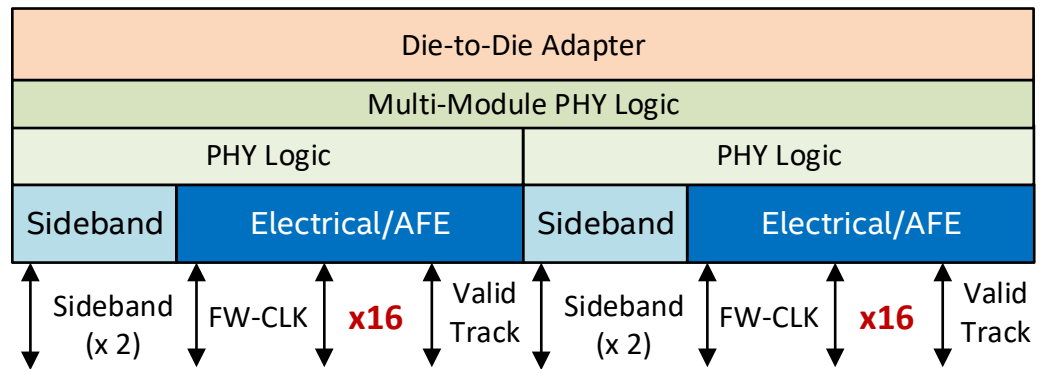 Die-to-Die Adapter
Multi-Module PHY Logic
PHY Logic PHY Logic
Sideband Electrical/AFE Sideband Electrical/AFE
Sideband (x 2) FW-CLK x16 Valid Track Sideband (x 2) FW-CLK x16 Valid Track